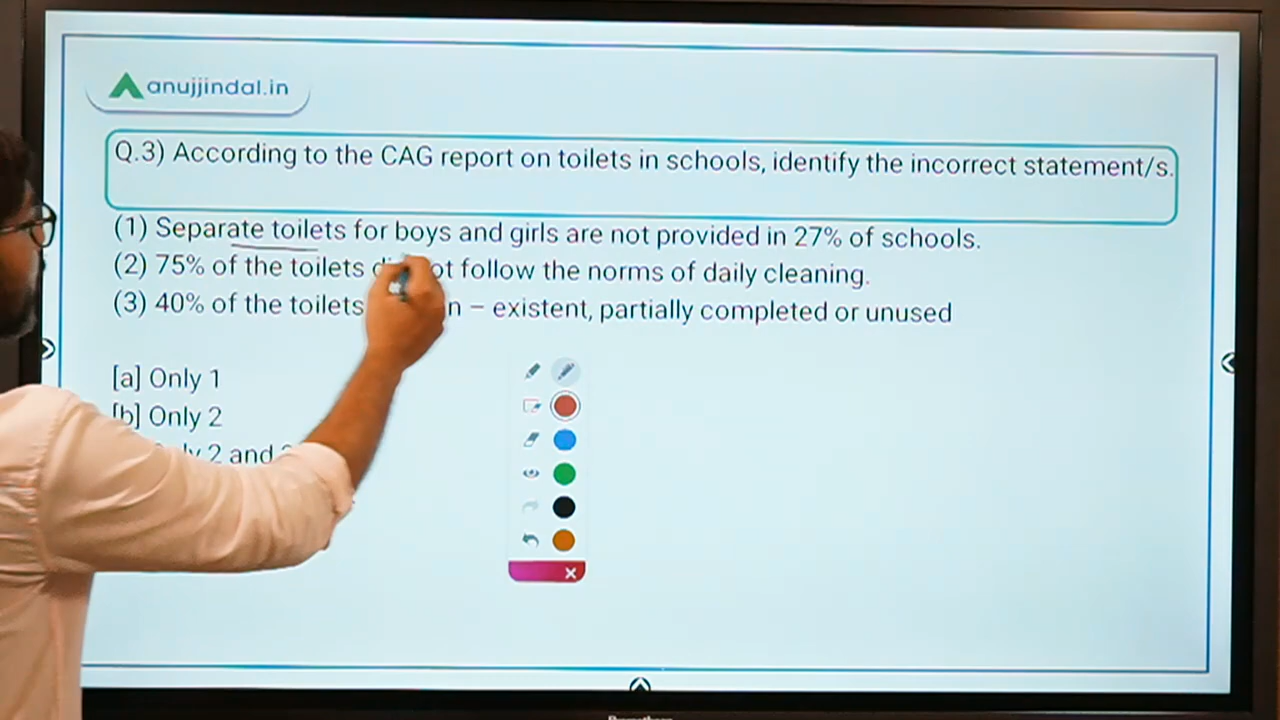 anujjindal.in
Q.3) According to the CAG report on toilets in schools, identify the incorrect statement/s.
(1) Separate toilets for boys and girls are not provided in 27% of schools.
(2) 75% of the toilets follow the norms of daily cleaning.
(3) 40% of the toilets – existent, partially completed or unused
[a] Only 1
[b] Only 2
2 and